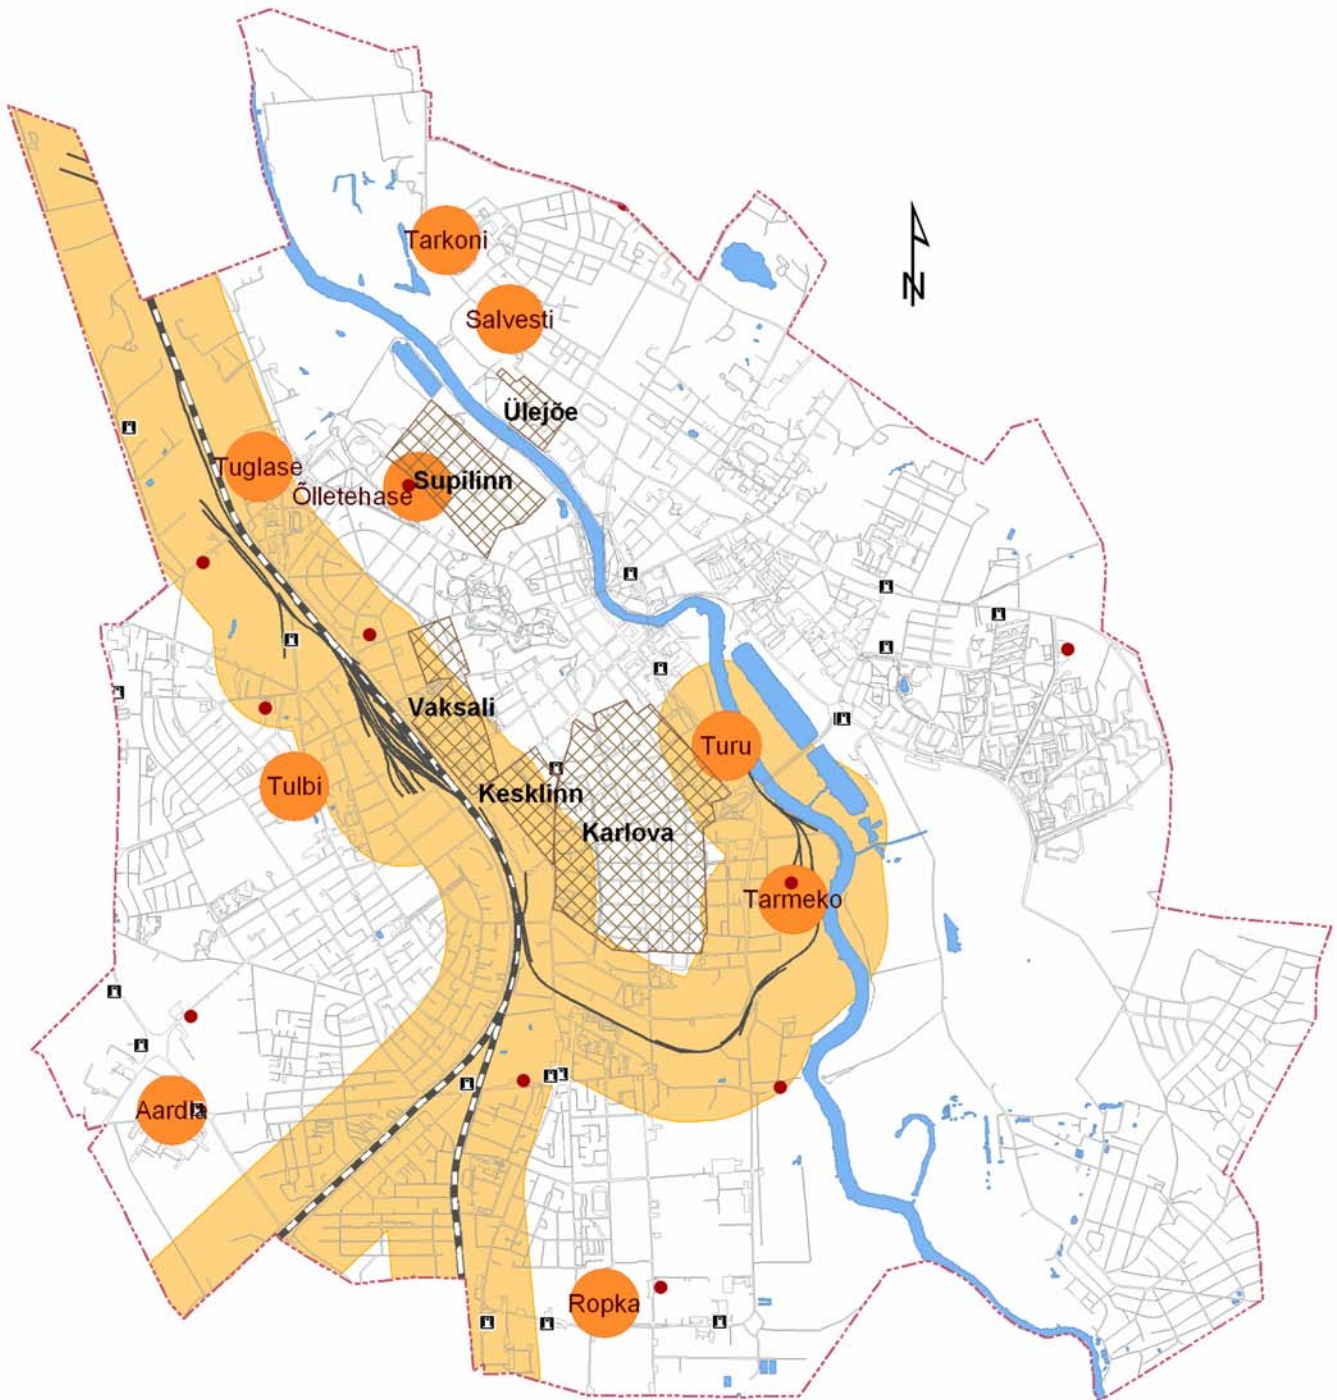 Tarkoni
N
Salvesti
Ülejõe
Tuglase
Supilinn
Õlletehase
Vaksali
Turu
Tulbi
Kesklinn
Karlova
Tarmeko
Aardla
Ropka